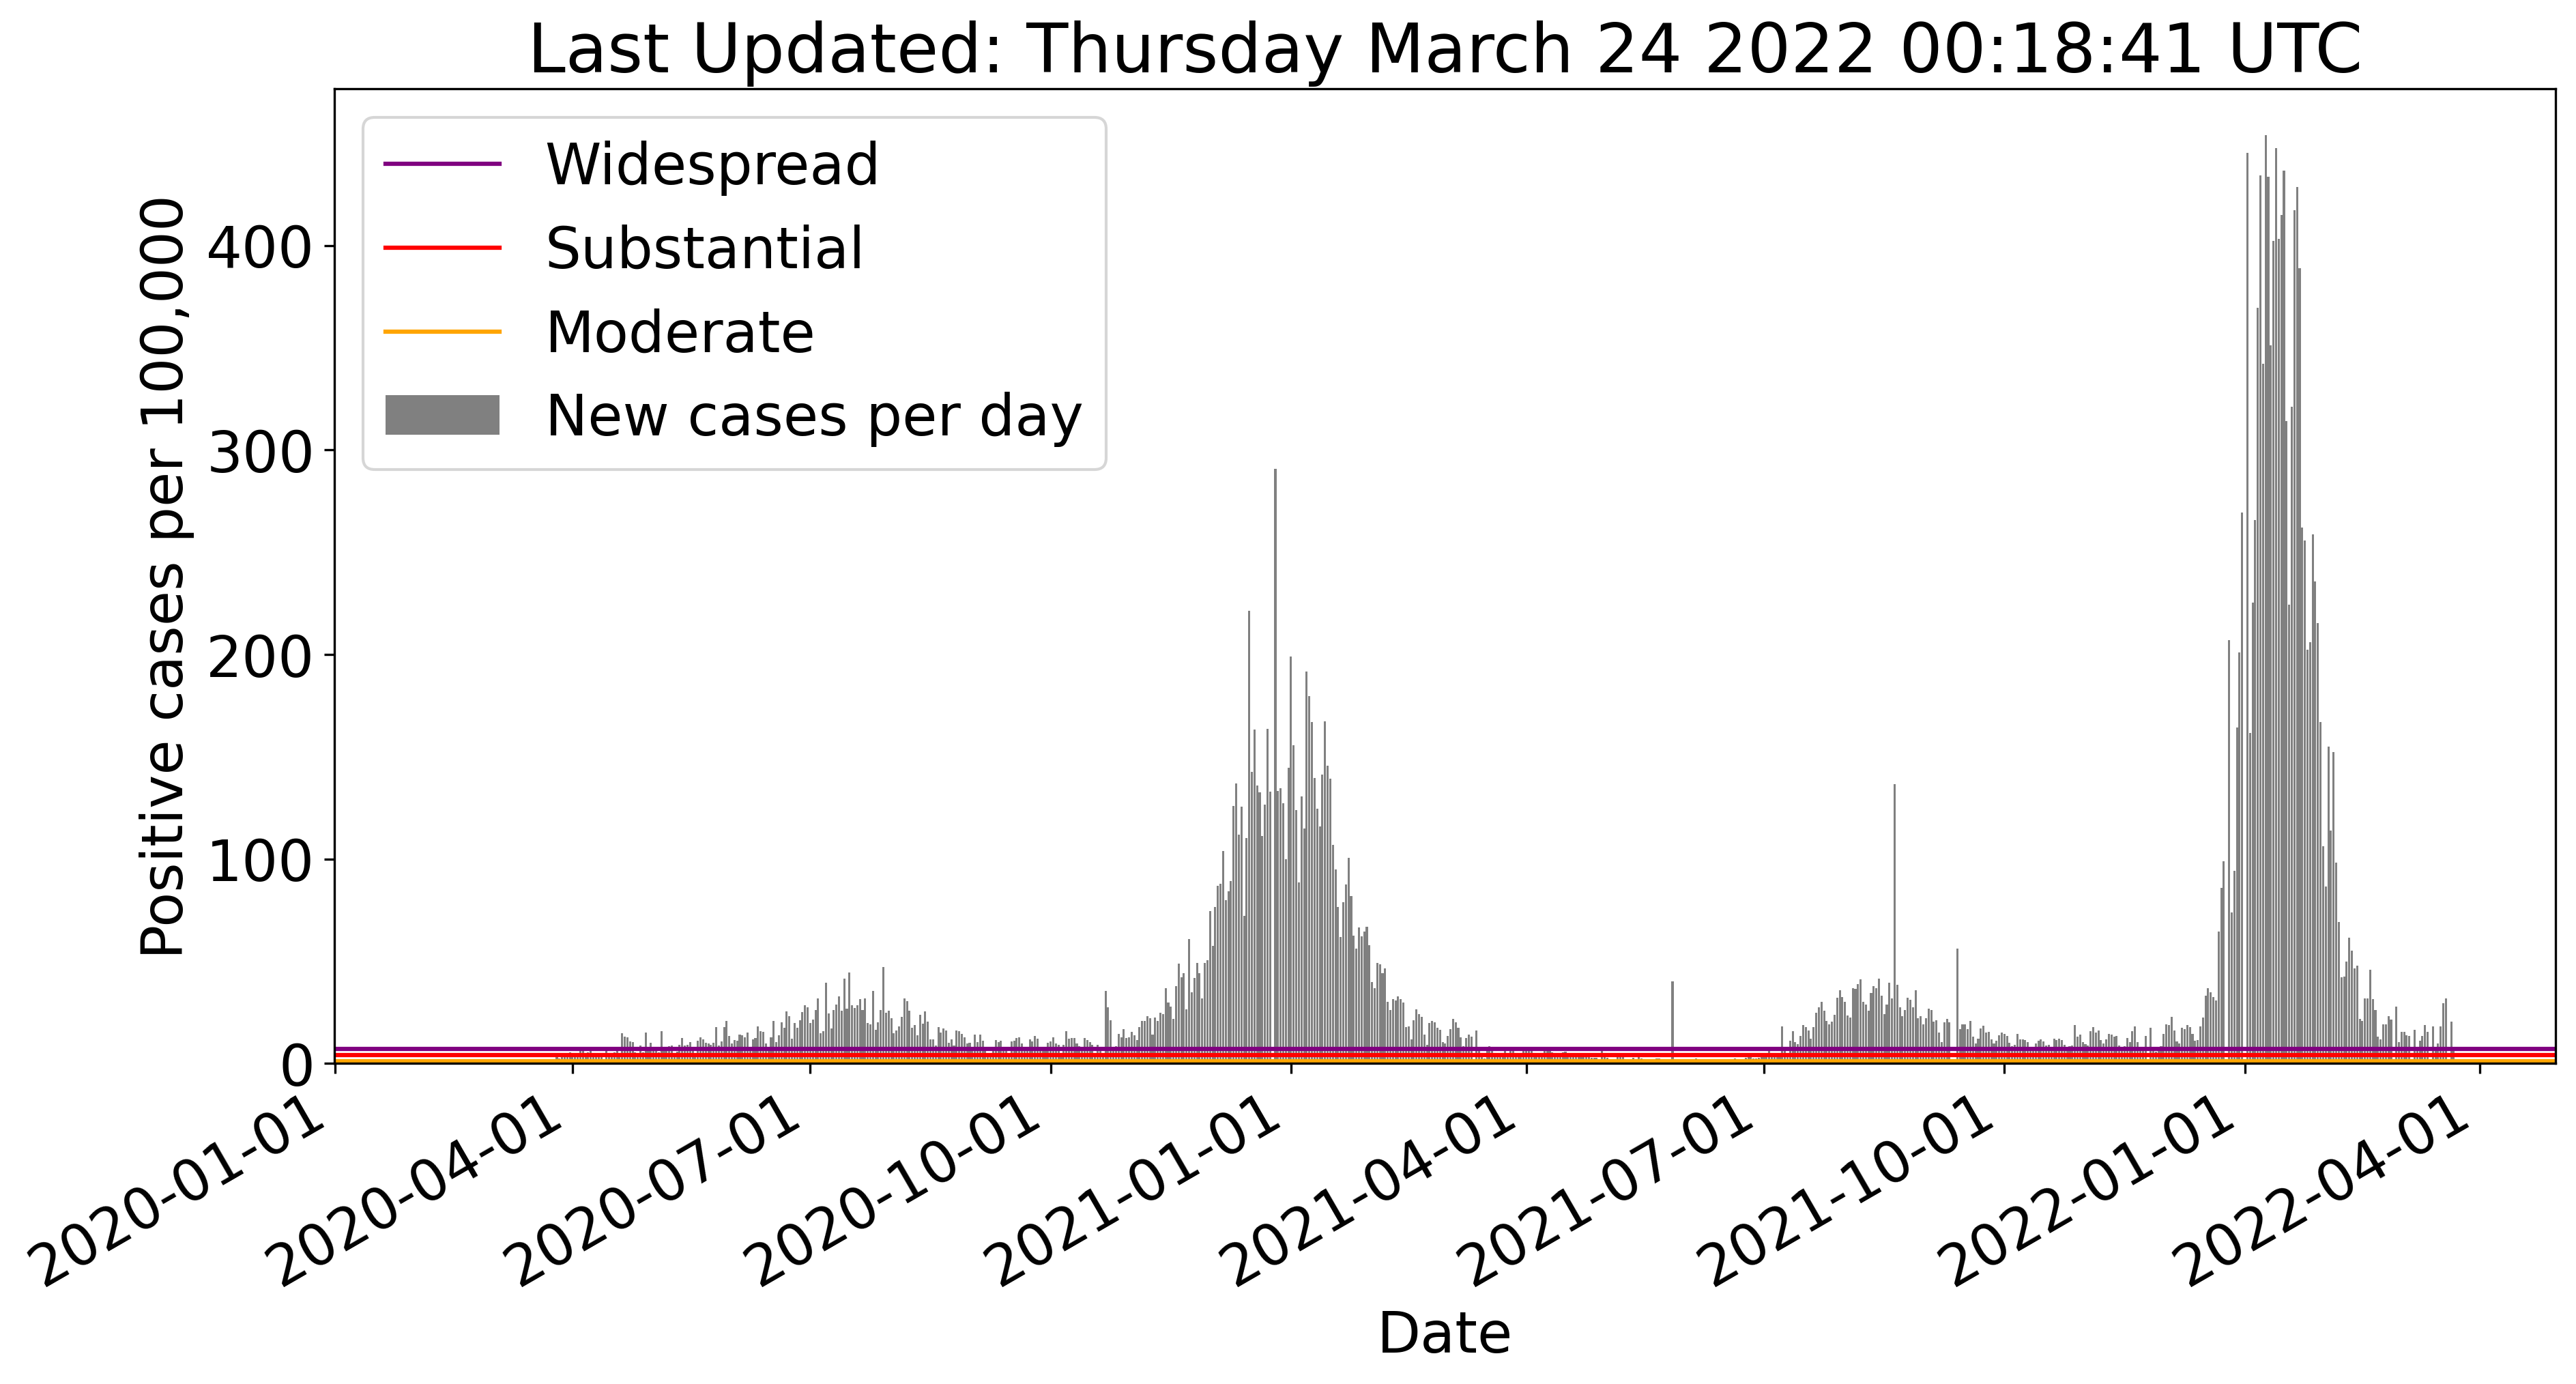 Last Updated: Thursday March 24 2022 00:18:41 UTC
Widespread
Substantial
Moderate
New cases per day
Positive cases per 100,000
400
300
200
100
0
2020-01-01
2020-04-01
2020-07-01
2020-10-01
2021-01-01
2021-04-01
2021-07-01
2021-10-01
2022-01-01
2022-04-01
Date